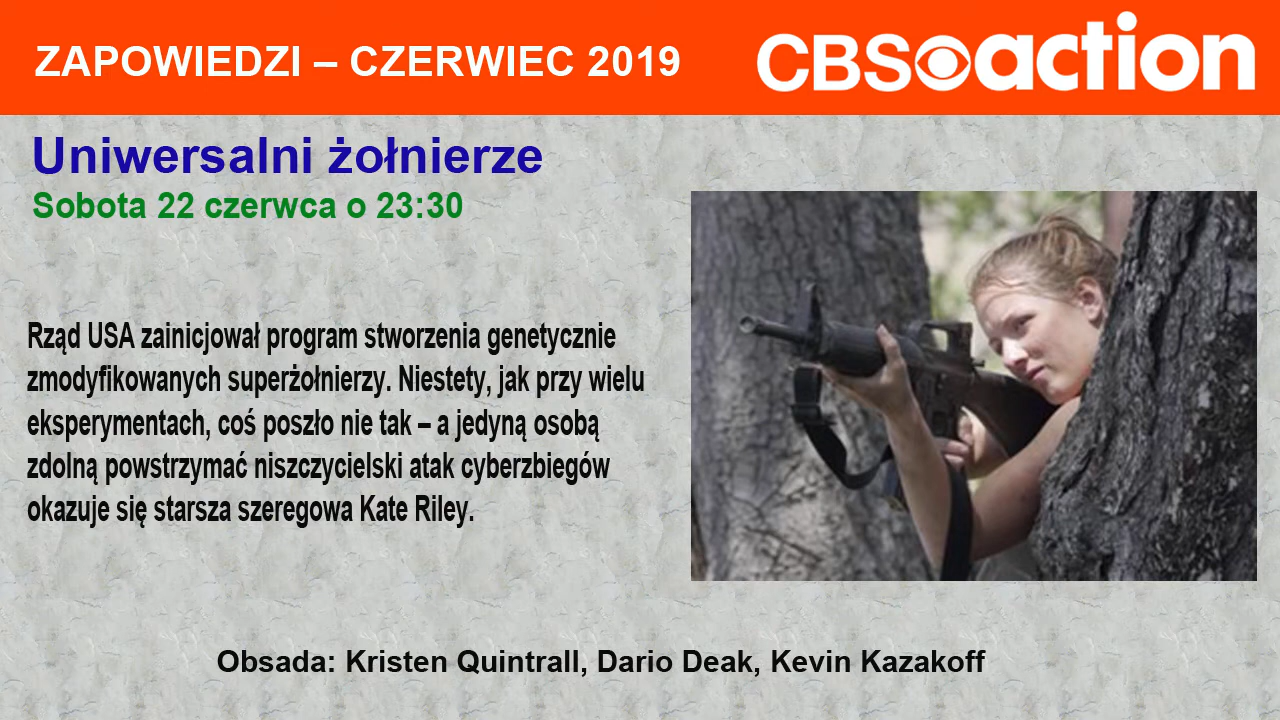 ZAPOWIEDZI – CZERWIEC 2019
CBS action
Uniwersalni żołnierze
Sobota 22 czerwca o 23:30
Rząd USA zainicjował program stworzenia genetycznie
zmodyfikowanych superżołnierzy. Niestety, jak przy wielu
eksperymentach, coś poszło nie tak – a jedyną osobą
zdolną powstrzymać niszczycielski atak cyberzbiegów
okazuje się starsza szeregowa Kate Riley.
Obsada: Kristen Quintrall, Dario Deak, Kevin Kazakoff